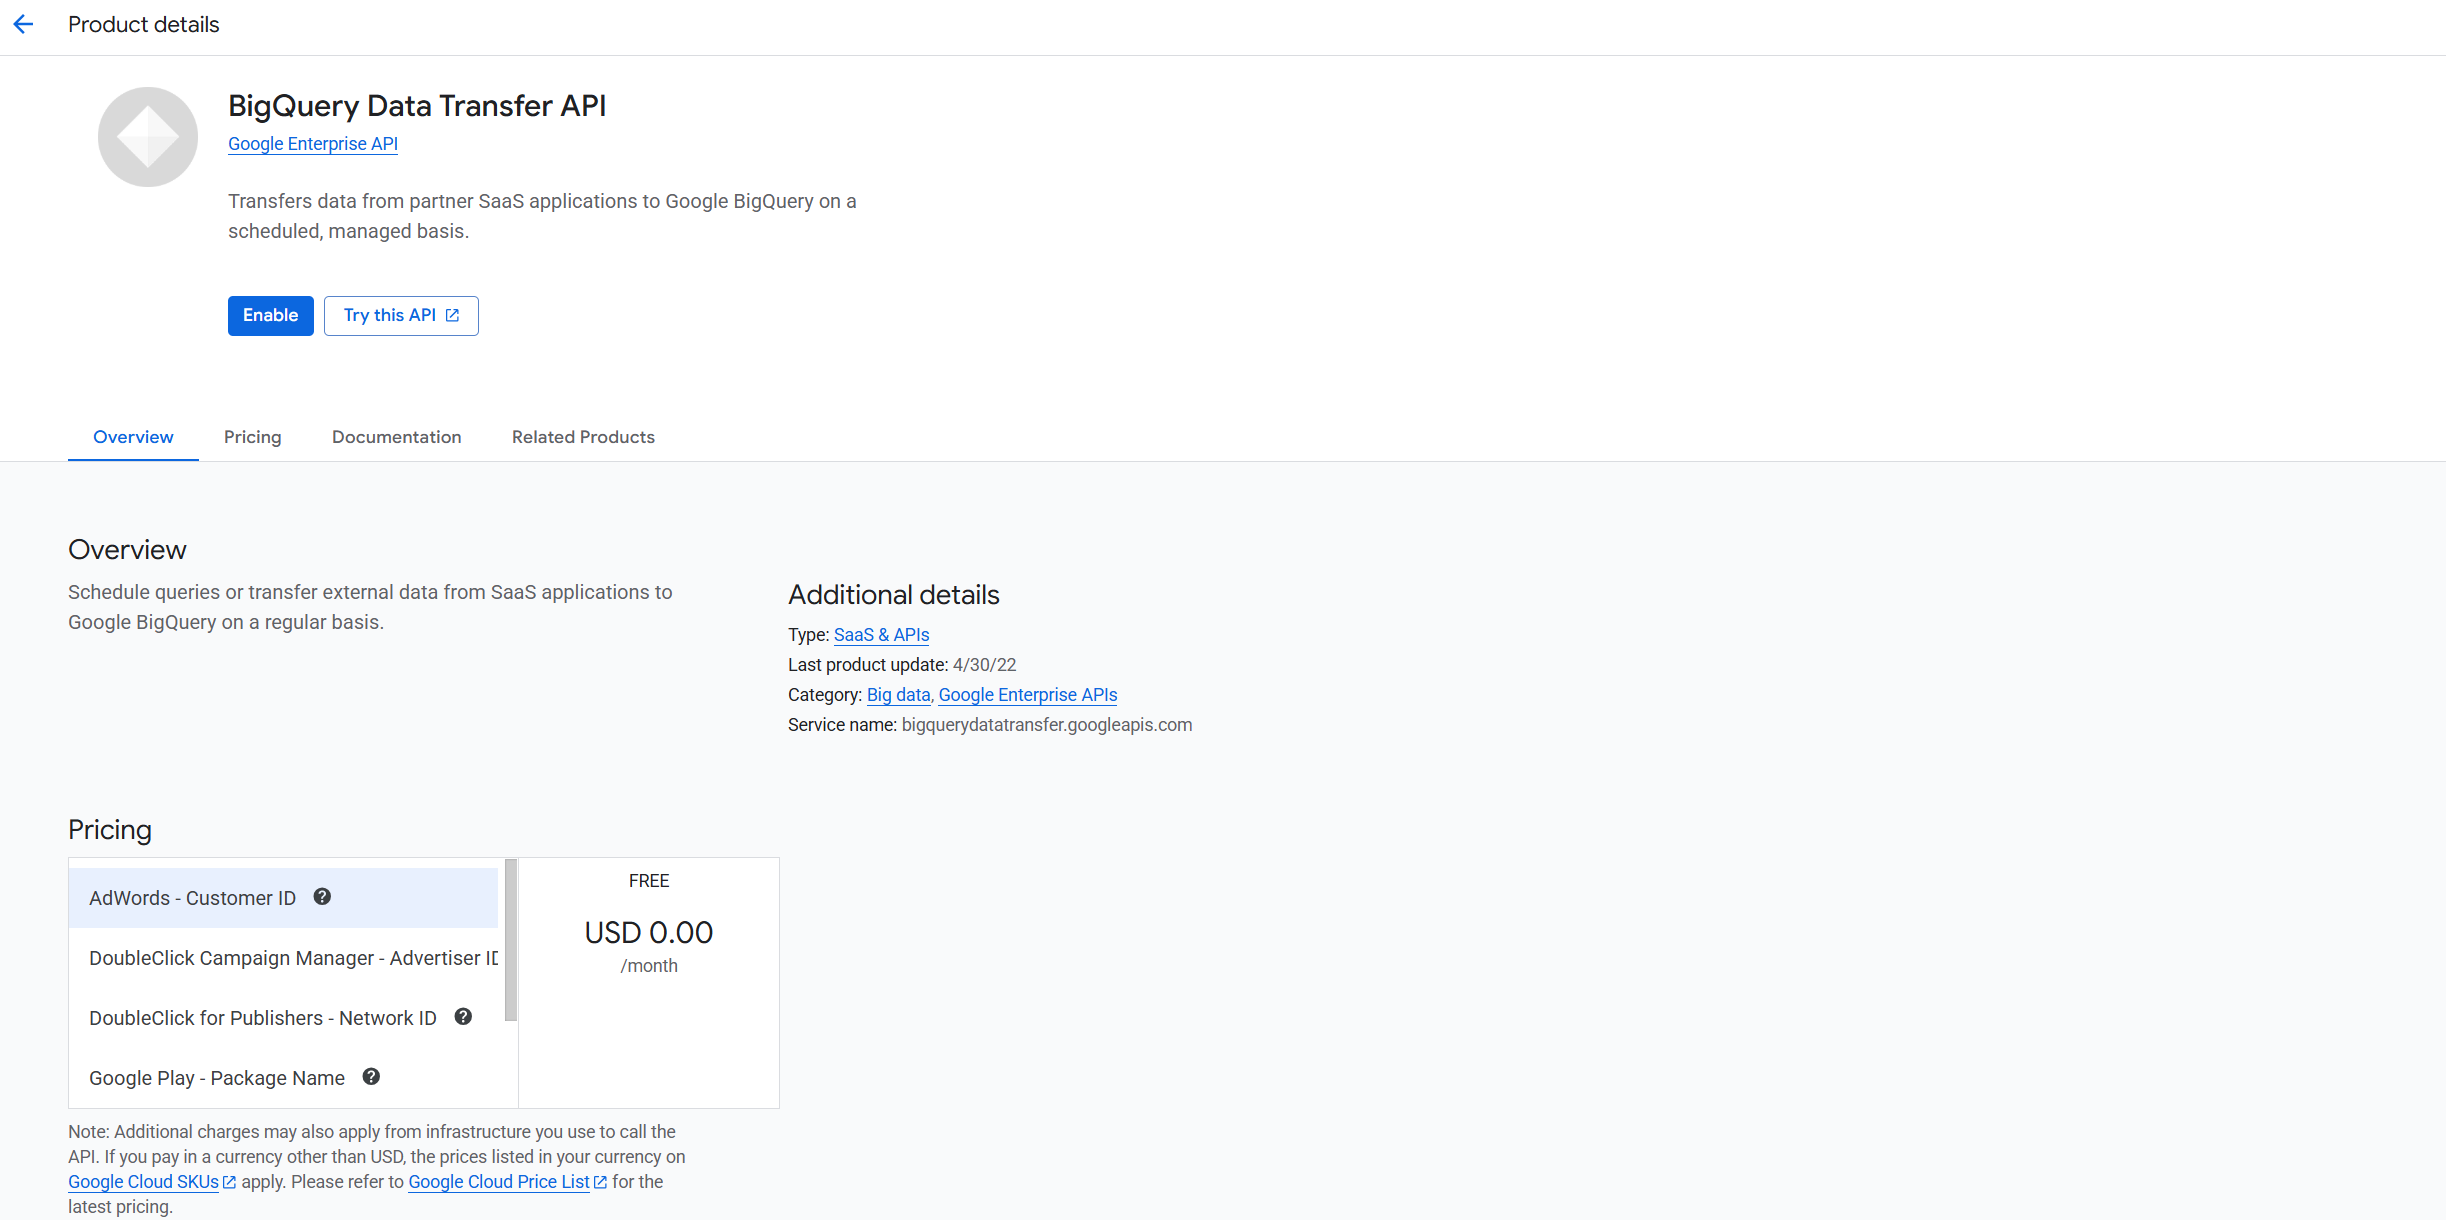 Product details
BigQuery Data Transfer API
Google Enterprise API
Transfers data from partner SaaS applications to Google BigQuery on a
scheduled, managed basis.
Enable
Try this API
Overview
Pricing
Documentation
Related Products
Overview
Schedule queries or transfer external data from SaaS applications to
Google BigQuery on a regular basis.
Additional details
Type: SaaS & APIs
Last product update: 4/30/22
Category: Big data, Google Enterprise APIs
Service name: bigquerydatatransfer.googleapis.com
Pricing
AdWords - Customer ID
DoubleClick Campaign Manager - Advertiser ID
DoubleClick for Publishers - Network ID
Google Play - Package Name
FREE
USD 0.00
/month
Note: Additional charges may also apply from infrastructure you use to call the
API. If you pay in a currency other than USD, the prices listed in your currency on
Google Cloud SKUs apply. Please refer to Google Cloud Price List for the
latest pricing.